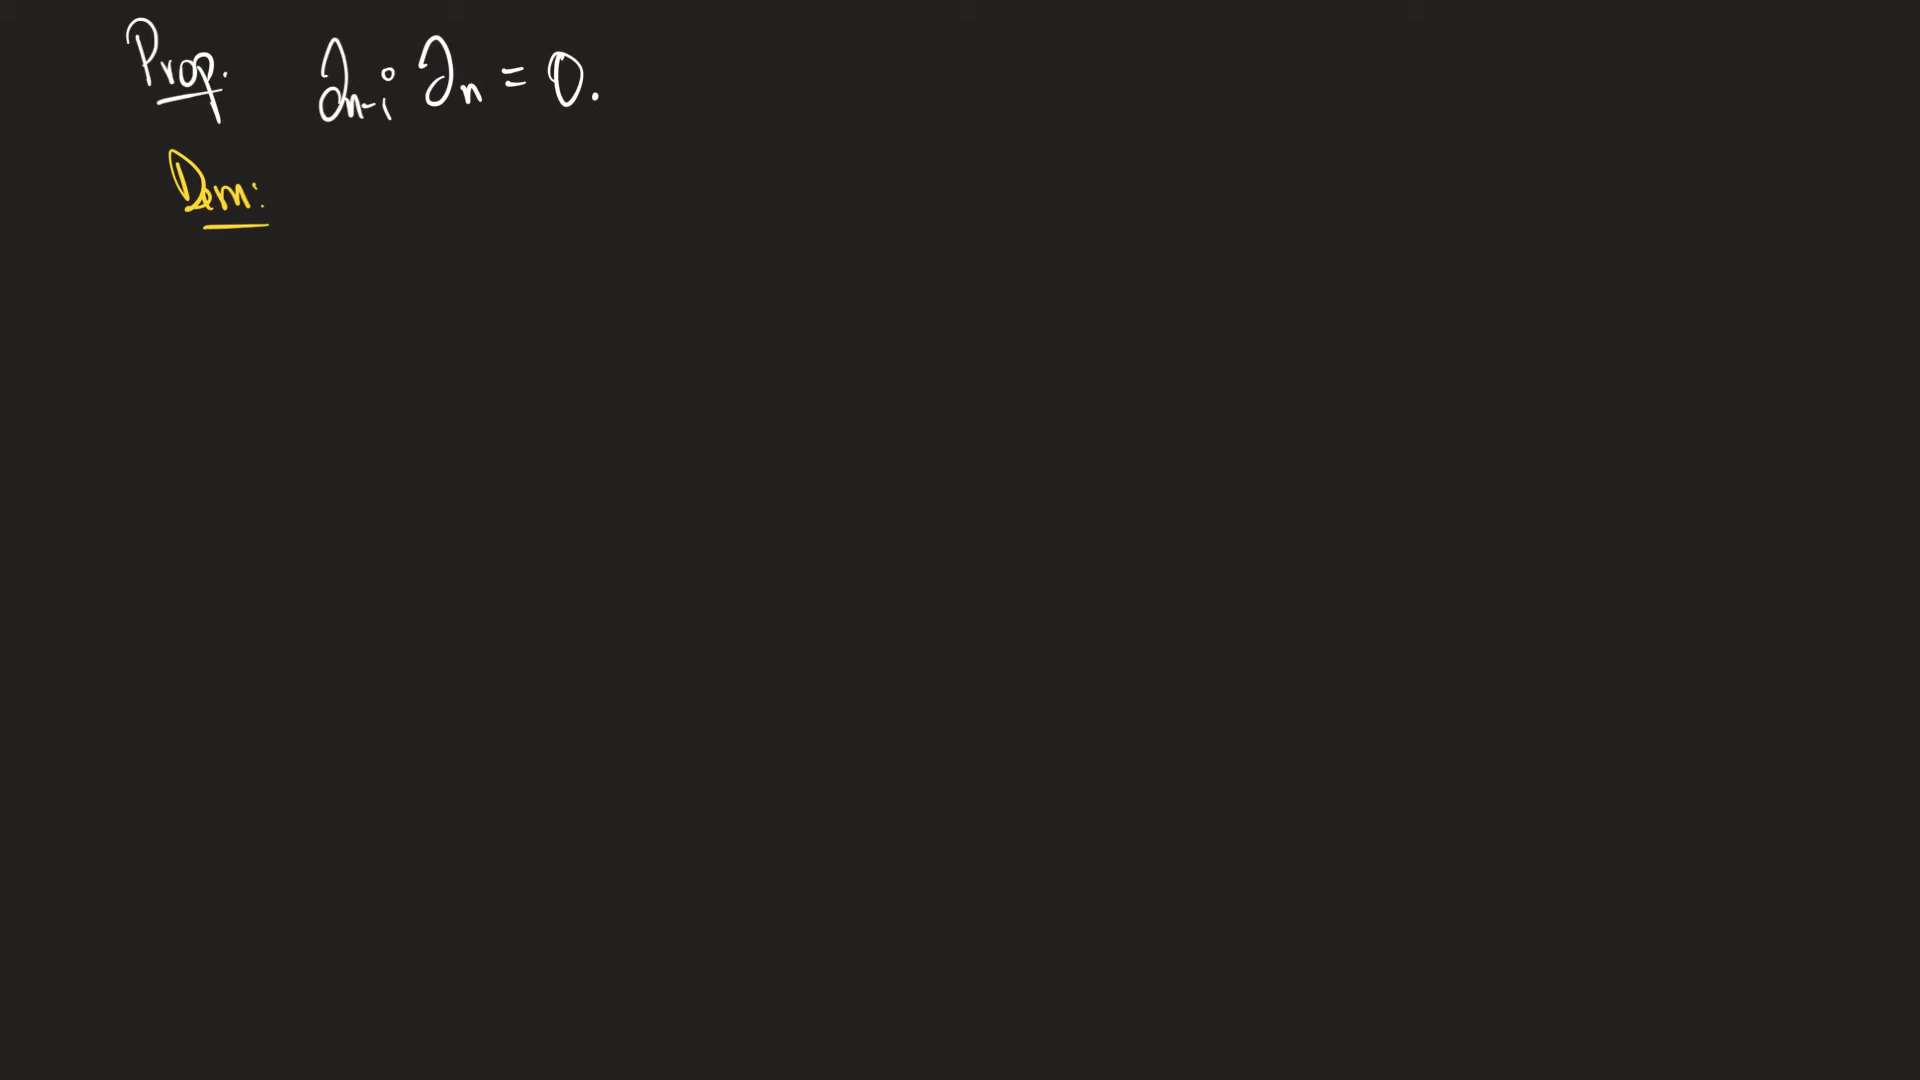 Prop. ∂ₙ₋₁ ∘ ∂ₙ = 0.
Dem: